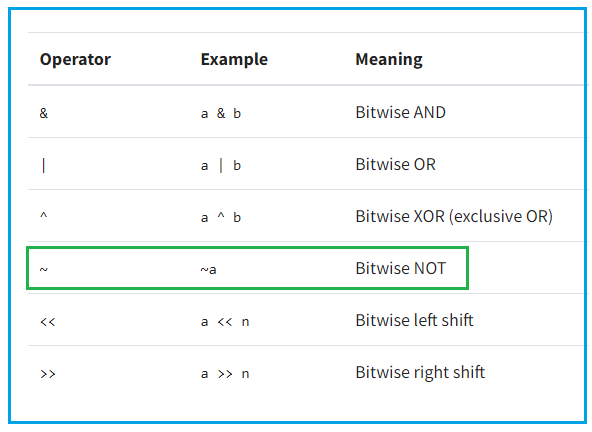 Operator Example Meaning
& a & b Bitwise AND
| a | b Bitwise OR
^ a ^ b Bitwise XOR (exclusive OR)
~ ~a Bitwise NOT
<< a << n Bitwise left shift
>> a >> n Bitwise right shift